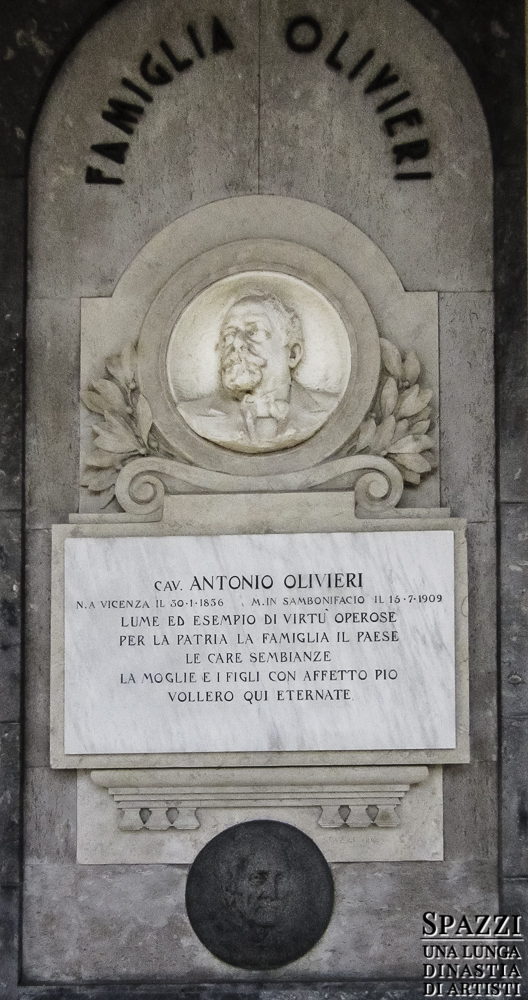 FAMIGLIA OLIVIERI
CAV. ANTONIO OLIVIERI
N. A VICENZA IL 30·1·1836 , M. IN SAMBONIFACIO IL 15·7·1909
LUME ED ESEMPIO DI VIRTU' OPEROSE
PER LA PATRIA LA FAMIGLIA IL PAESE
LE CARE SEMBIANZE
LA MOGLIE E I FIGLI CON AFFETTO PIO
VOLLERO QUI ETERNATE
SPAZZI
UNA LUNGA
DINASTIA
DI ARTISTI